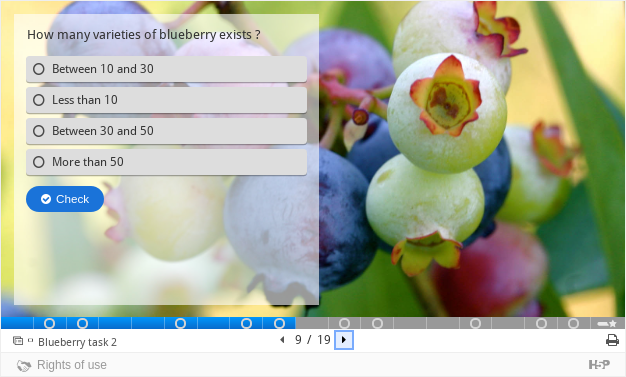 How many varieties of blueberry exists ?
Between 10 and 30
Less than 10
Between 30 and 50
More than 50
Check
Blueberry task 2
9 / 19
Rights of use
H5P